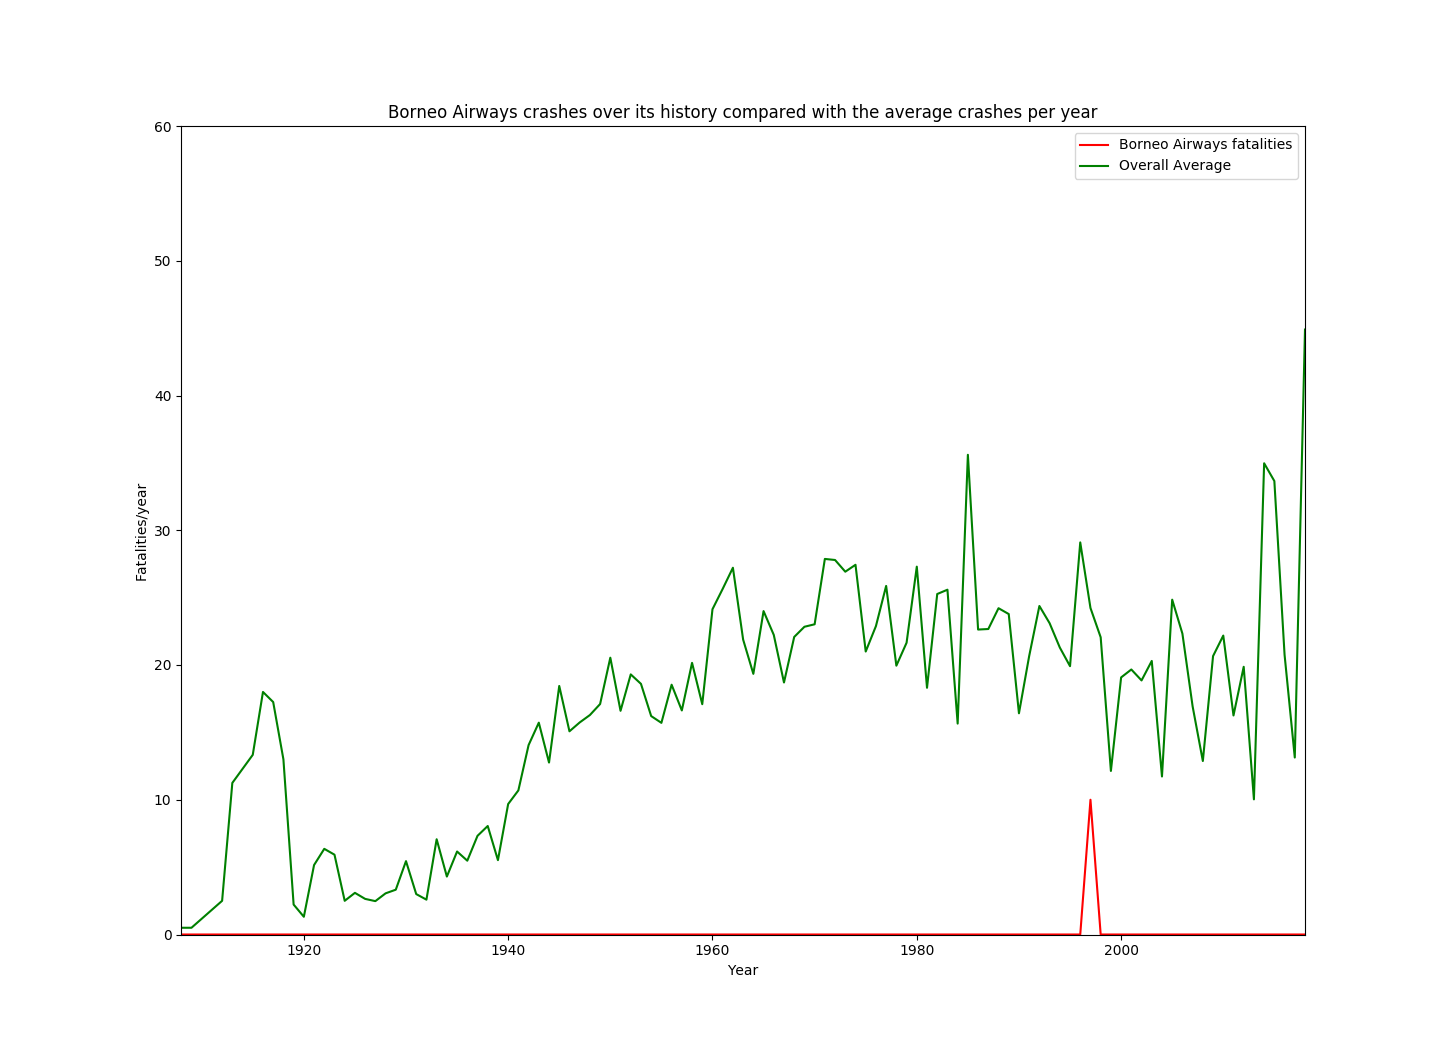 Borneo Airways crashes over its history compared with the average crashes per year
60
50
40
30
20
10
0
Fatalities/year
Borneo Airways fatalities
Overall Average
1920
1940
1960
1980
2000
Year